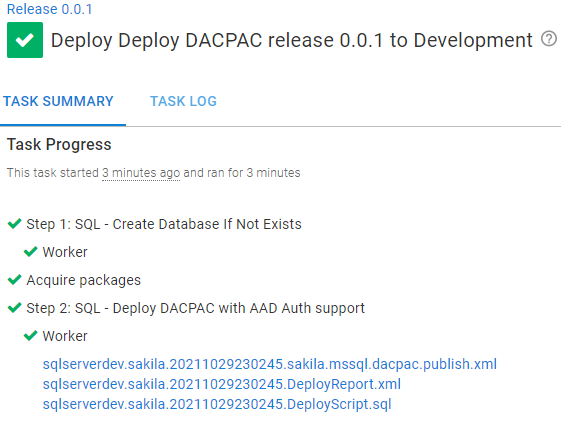 Release 0.0.1
Deploy Deploy DACPAC release 0.0.1 to Development
TASK SUMMARY TASK LOG
Task Progress
This task started 3 minutes ago and ran for 3 minutes
Step 1: SQL - Create Database If Not Exists
Worker
Acquire packages
Step 2: SQL - Deploy DACPAC with AAD Auth support
Worker
sqlserverdev.sakila.20211029230245.sakila.mssql.dacpac.publish.xml
sqlserverdev.sakila.20211029230245.DeployReport.xml
sqlserverdev.sakila.20211029230245.DeployScript.sql